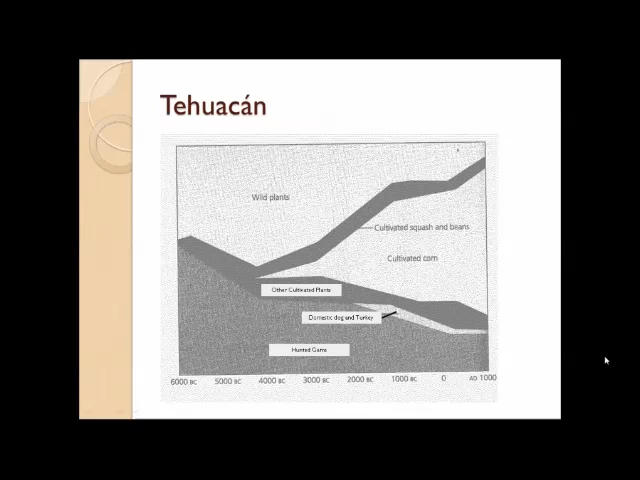 Tehuacán
Wild plants
Cultivated squash and beans
Cultivated corn
Other Cultivated Plants
Domestic dog and Turkey
Hunted Game
6000 BC 5000 BC 4000 BC 3000 BC 2000 BC 1000 BC 0 AD 1000